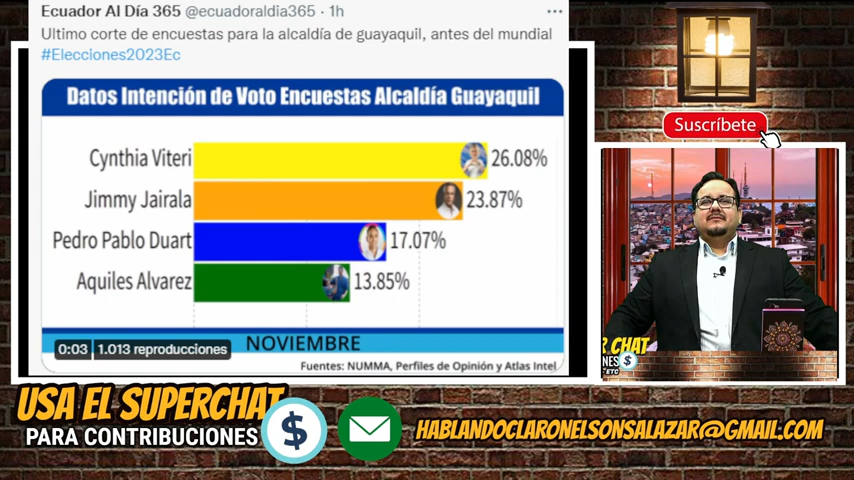 Ecuador Al Día 365 @ecuadoraldia365 · 1h
Ultimo corte de encuestas para la alcaldía de guayaquil, antes del mundial
#Elecciones2023Ec
Datos Intención de Voto Encuestas Alcaldía Guayaquil
Cynthia Viteri 26.08%
Jimmy Jairala 23.87%
Pedro Pablo Duart 17.07%
Aquiles Alvarez 13.85%
NOVIEMBRE
0:03 1.013 reproducciones
Fuentes: NUMMA, Perfiles de Opinión y Atlas Intel
Suscríbete
R CHAT
NES $
ETC
USA EL SUPERCHAT
PARA CONTRIBUCIONES $
HABLANDOCLARONELSONSALAZAR@GMAIL.COM